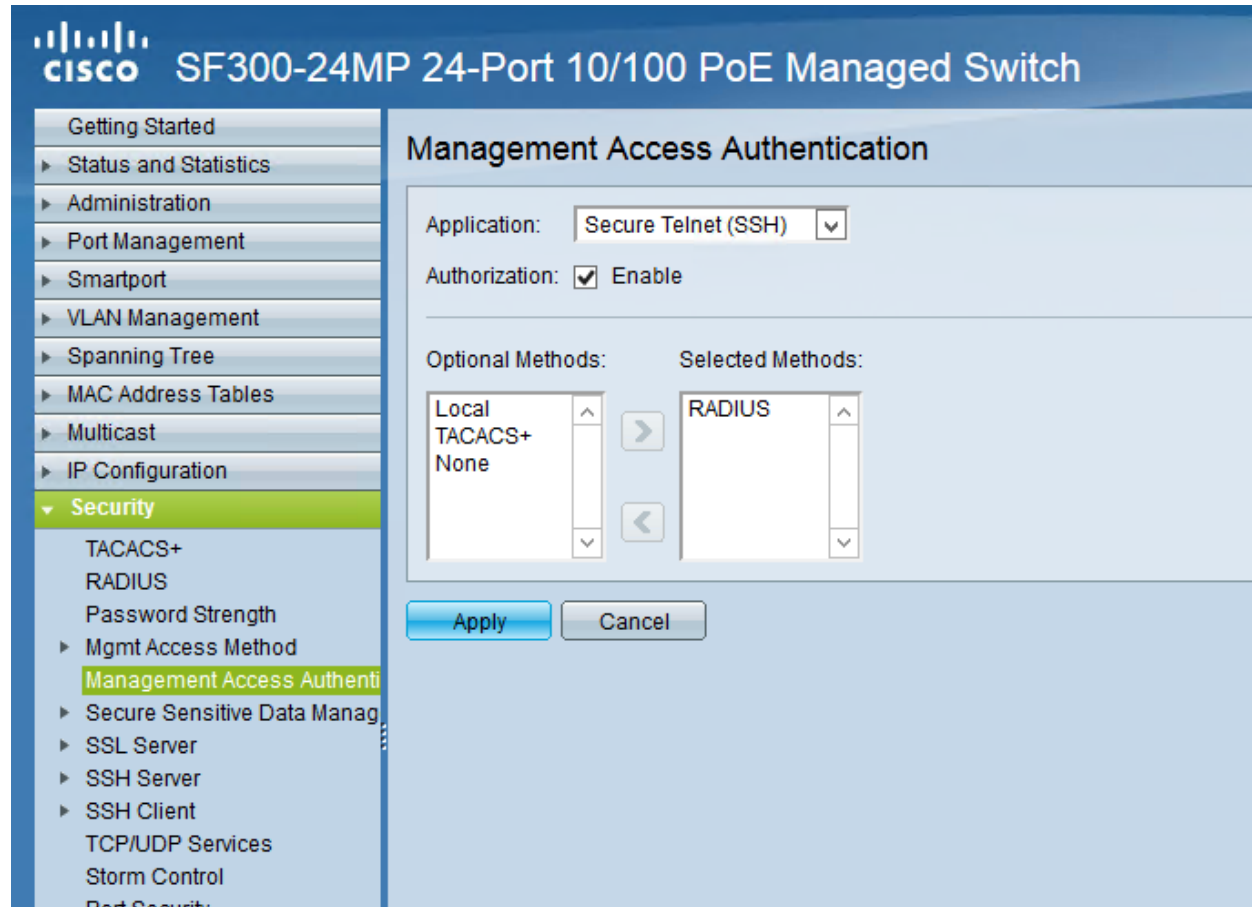 cisco SF300-24MP 24-Port 10/100 PoE Managed Switch
Getting Started
Status and Statistics
Administration
Port Management
Smartport
VLAN Management
Spanning Tree
MAC Address Tables
Multicast
IP Configuration
Security
TACACS+
RADIUS
Password Strength
Mgmt Access Method
Management Access Authenti
Secure Sensitive Data Manag
SSL Server
SSH Server
SSH Client
TCP/UDP Services
Storm Control
Port Security
Management Access Authentication
Application: Secure Telnet (SSH)
Authorization: Enable
Optional Methods: Selected Methods:
Local RADIUS
TACACS+
None
Apply Cancel